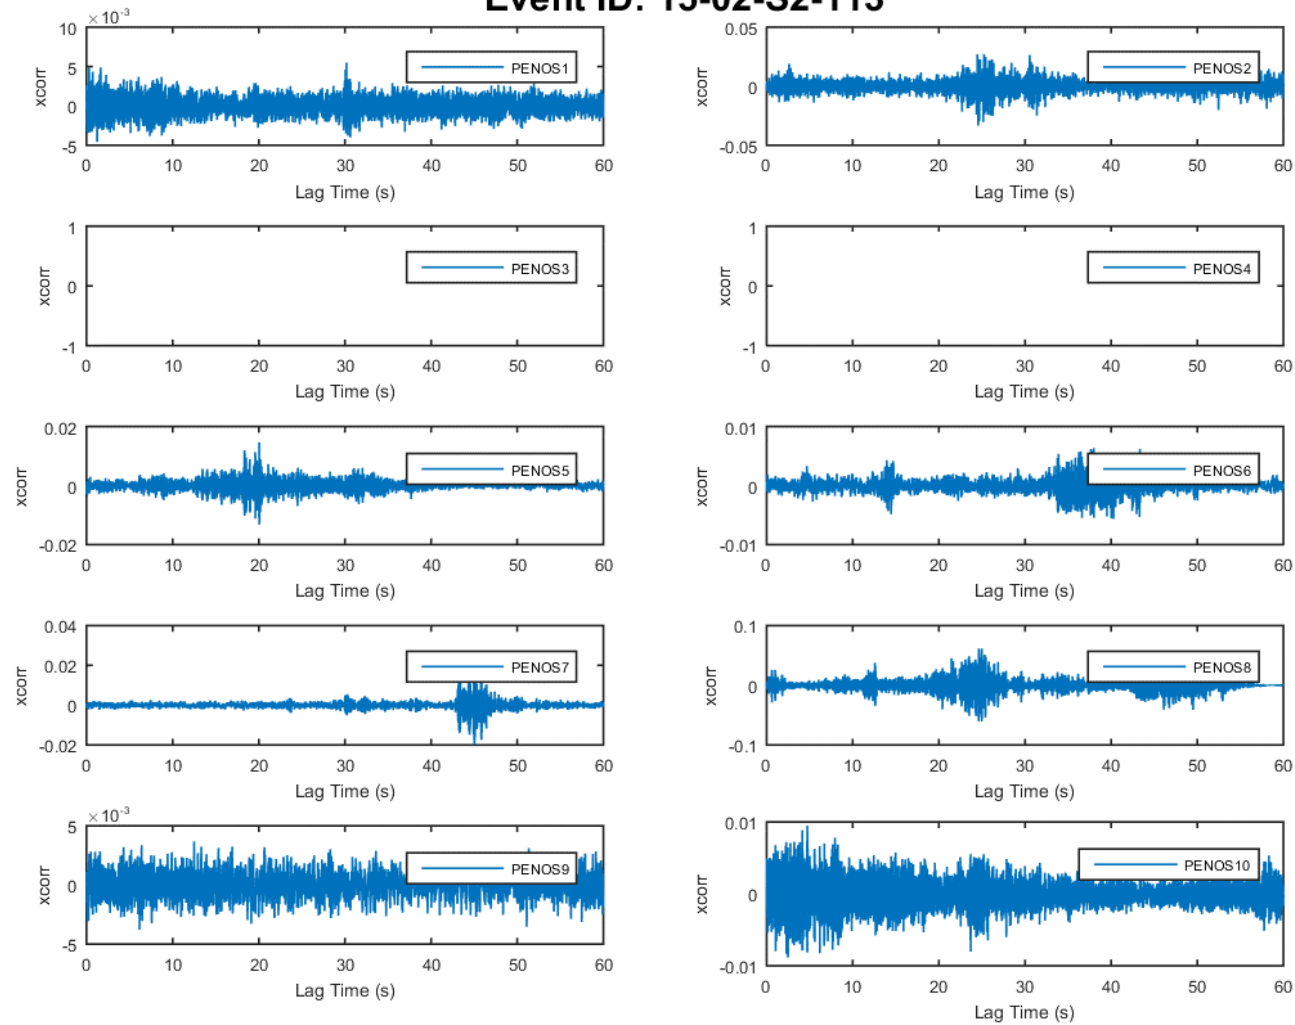 Event ID:
×10⁻³
10
5
0
-5
xcorr
PENOS1
0 10 20 30 40 50 60
Lag Time (s)
0.05
0
-0.05
xcorr
PENOS2
0 10 20 30 40 50 60
Lag Time (s)
1
0
-1
xcorr
PENOS3
0 10 20 30 40 50 60
Lag Time (s)
1
0
-1
xcorr
PENOS4
0 10 20 30 40 50 60
Lag Time (s)
0.02
0
-0.02
xcorr
PENOS5
0 10 20 30 40 50 60
Lag Time (s)
0.01
0
-0.01
xcorr
PENOS6
0 10 20 30 40 50 60
Lag Time (s)
0.04
0.02
0
-0.02
xcorr
PENOS7
0 10 20 30 40 50 60
Lag Time (s)
0.1
0
-0.1
xcorr
PENOS8
0 10 20 30 40 50 60
Lag Time (s)
×10⁻³
5
0
-5
xcorr
PENOS9
0 10 20 30 40 50 60
Lag Time (s)
0.01
0
-0.01
xcorr
PENOS10
0 10 20 30 40 50 60
Lag Time (s)